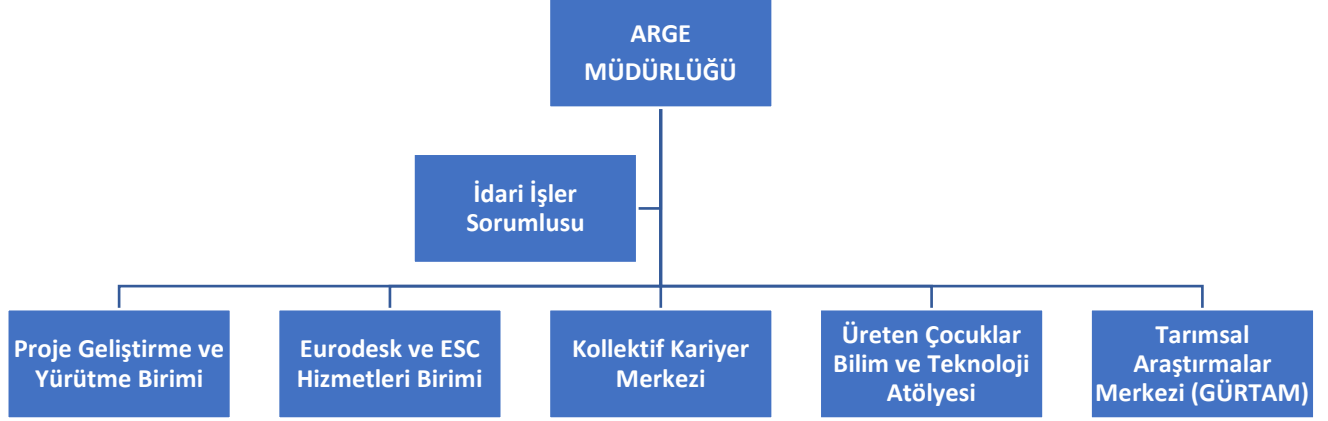 ARGE
MÜDÜRLÜĞÜ
İdari İşler
Sorumlusu
Proje Geliştirme ve
Yürütme Birimi
Eurodesk ve ESC
Hizmetleri Birimi
Kollektif Kariyer
Merkezi
Üreten Çocuklar
Bilim ve Teknoloji
Atölyesi
Tarımsal
Araştırmalar
Merkezi (GÜRTAM)